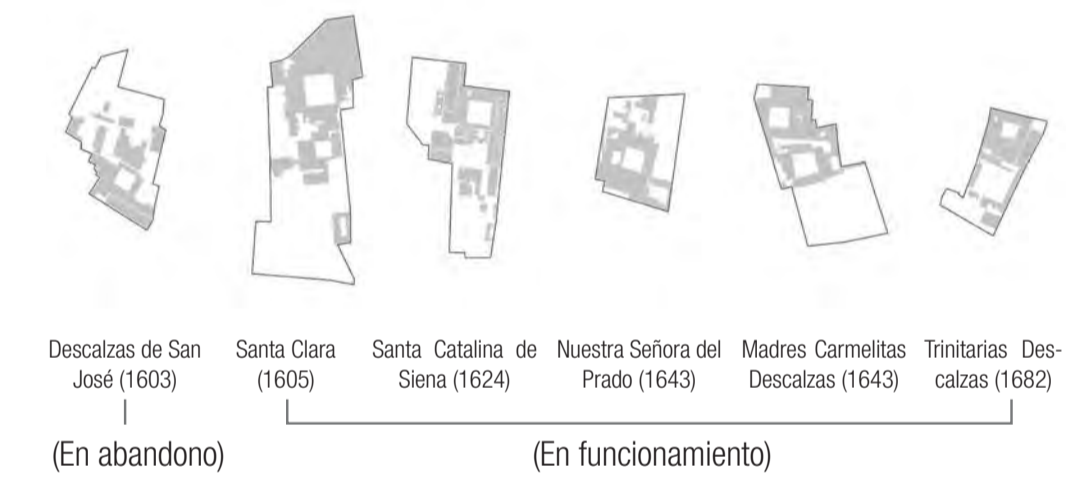 Descalzas de San
José (1603)
Santa Clara
(1605)
Santa Catalina de
Siena (1624)
Nuestra Señora del
Prado (1643)
Madres Carmelitas
Descalzas (1643)
Trinitarias Des-
calzas (1682)
(En abandono)
(En funcionamiento)